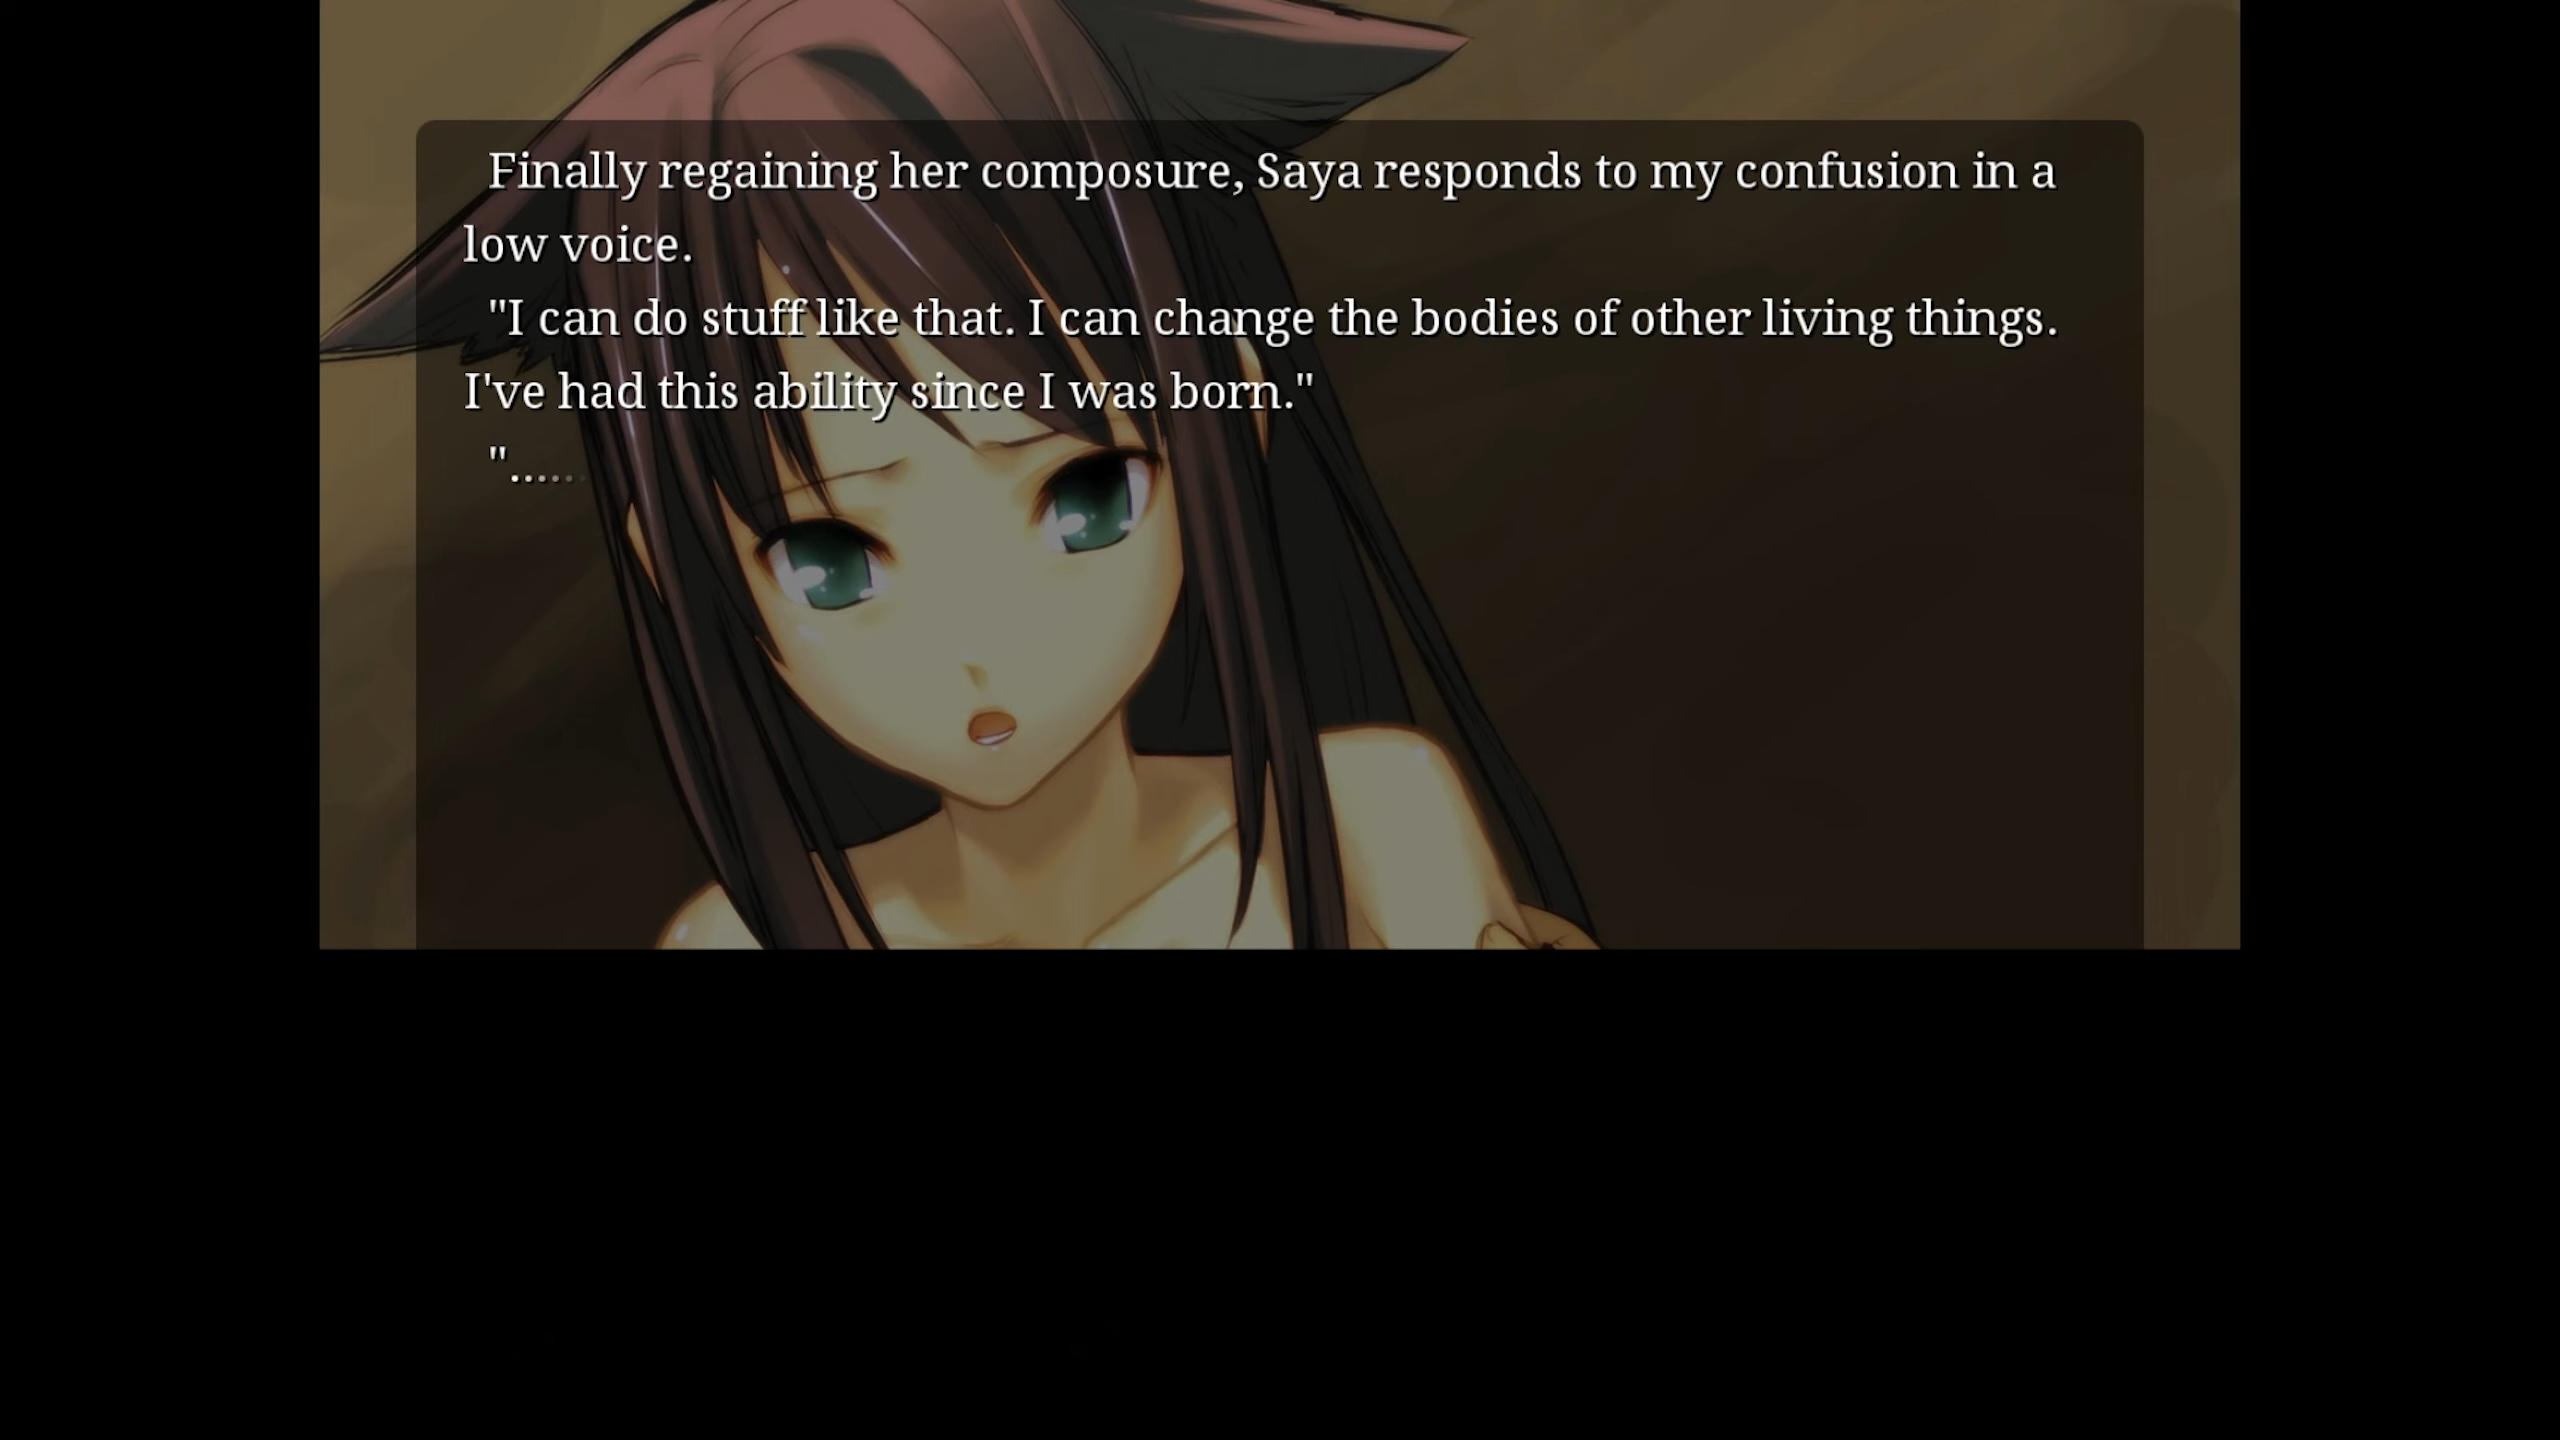 Finally regaining her composure, Saya responds to my confusion in a
low voice.
"I can do stuff like that. I can change the bodies of other living things.
I've had this ability since I was born."
"......